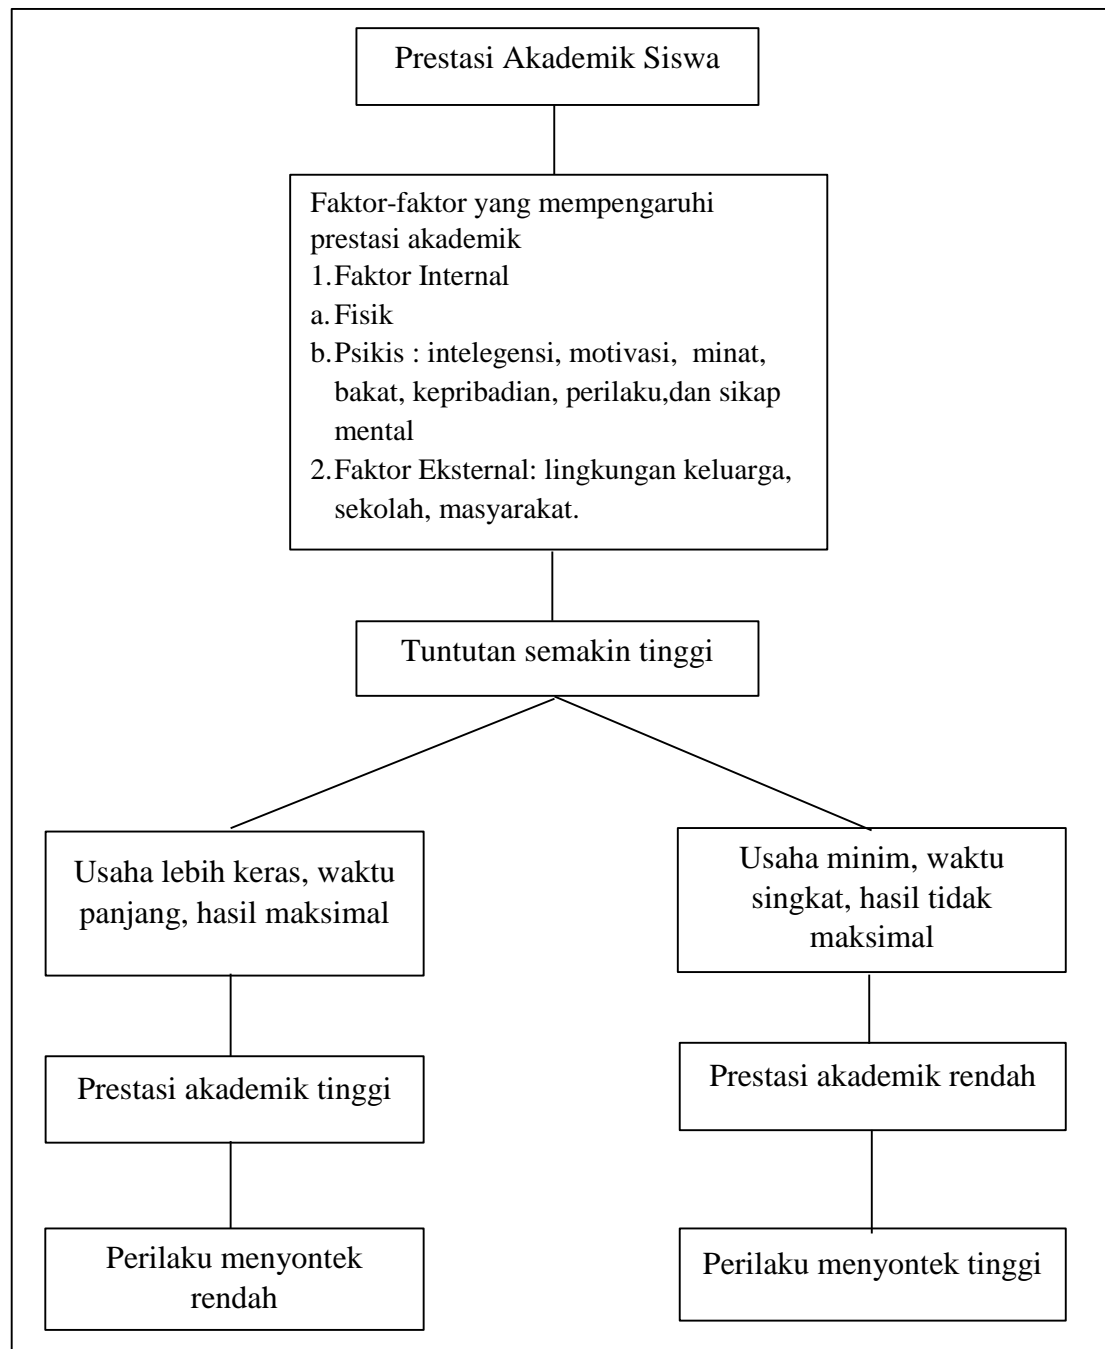 Prestasi Akademik Siswa
Faktor-faktor yang mempengaruhi
prestasi akademik
1. Faktor Internal
a. Fisik
b. Psikis : intelegensi, motivasi, minat,
bakat, kepribadian, perilaku,dan sikap
mental
2. Faktor Eksternal: lingkungan keluarga,
sekolah, masyarakat.
Tuntutan semakin tinggi
Usaha lebih keras, waktu
panjang, hasil maksimal
Usaha minim, waktu
singkat, hasil tidak
maksimal
Prestasi akademik tinggi
Prestasi akademik rendah
Perilaku menyontek
rendah
Perilaku menyontek tinggi